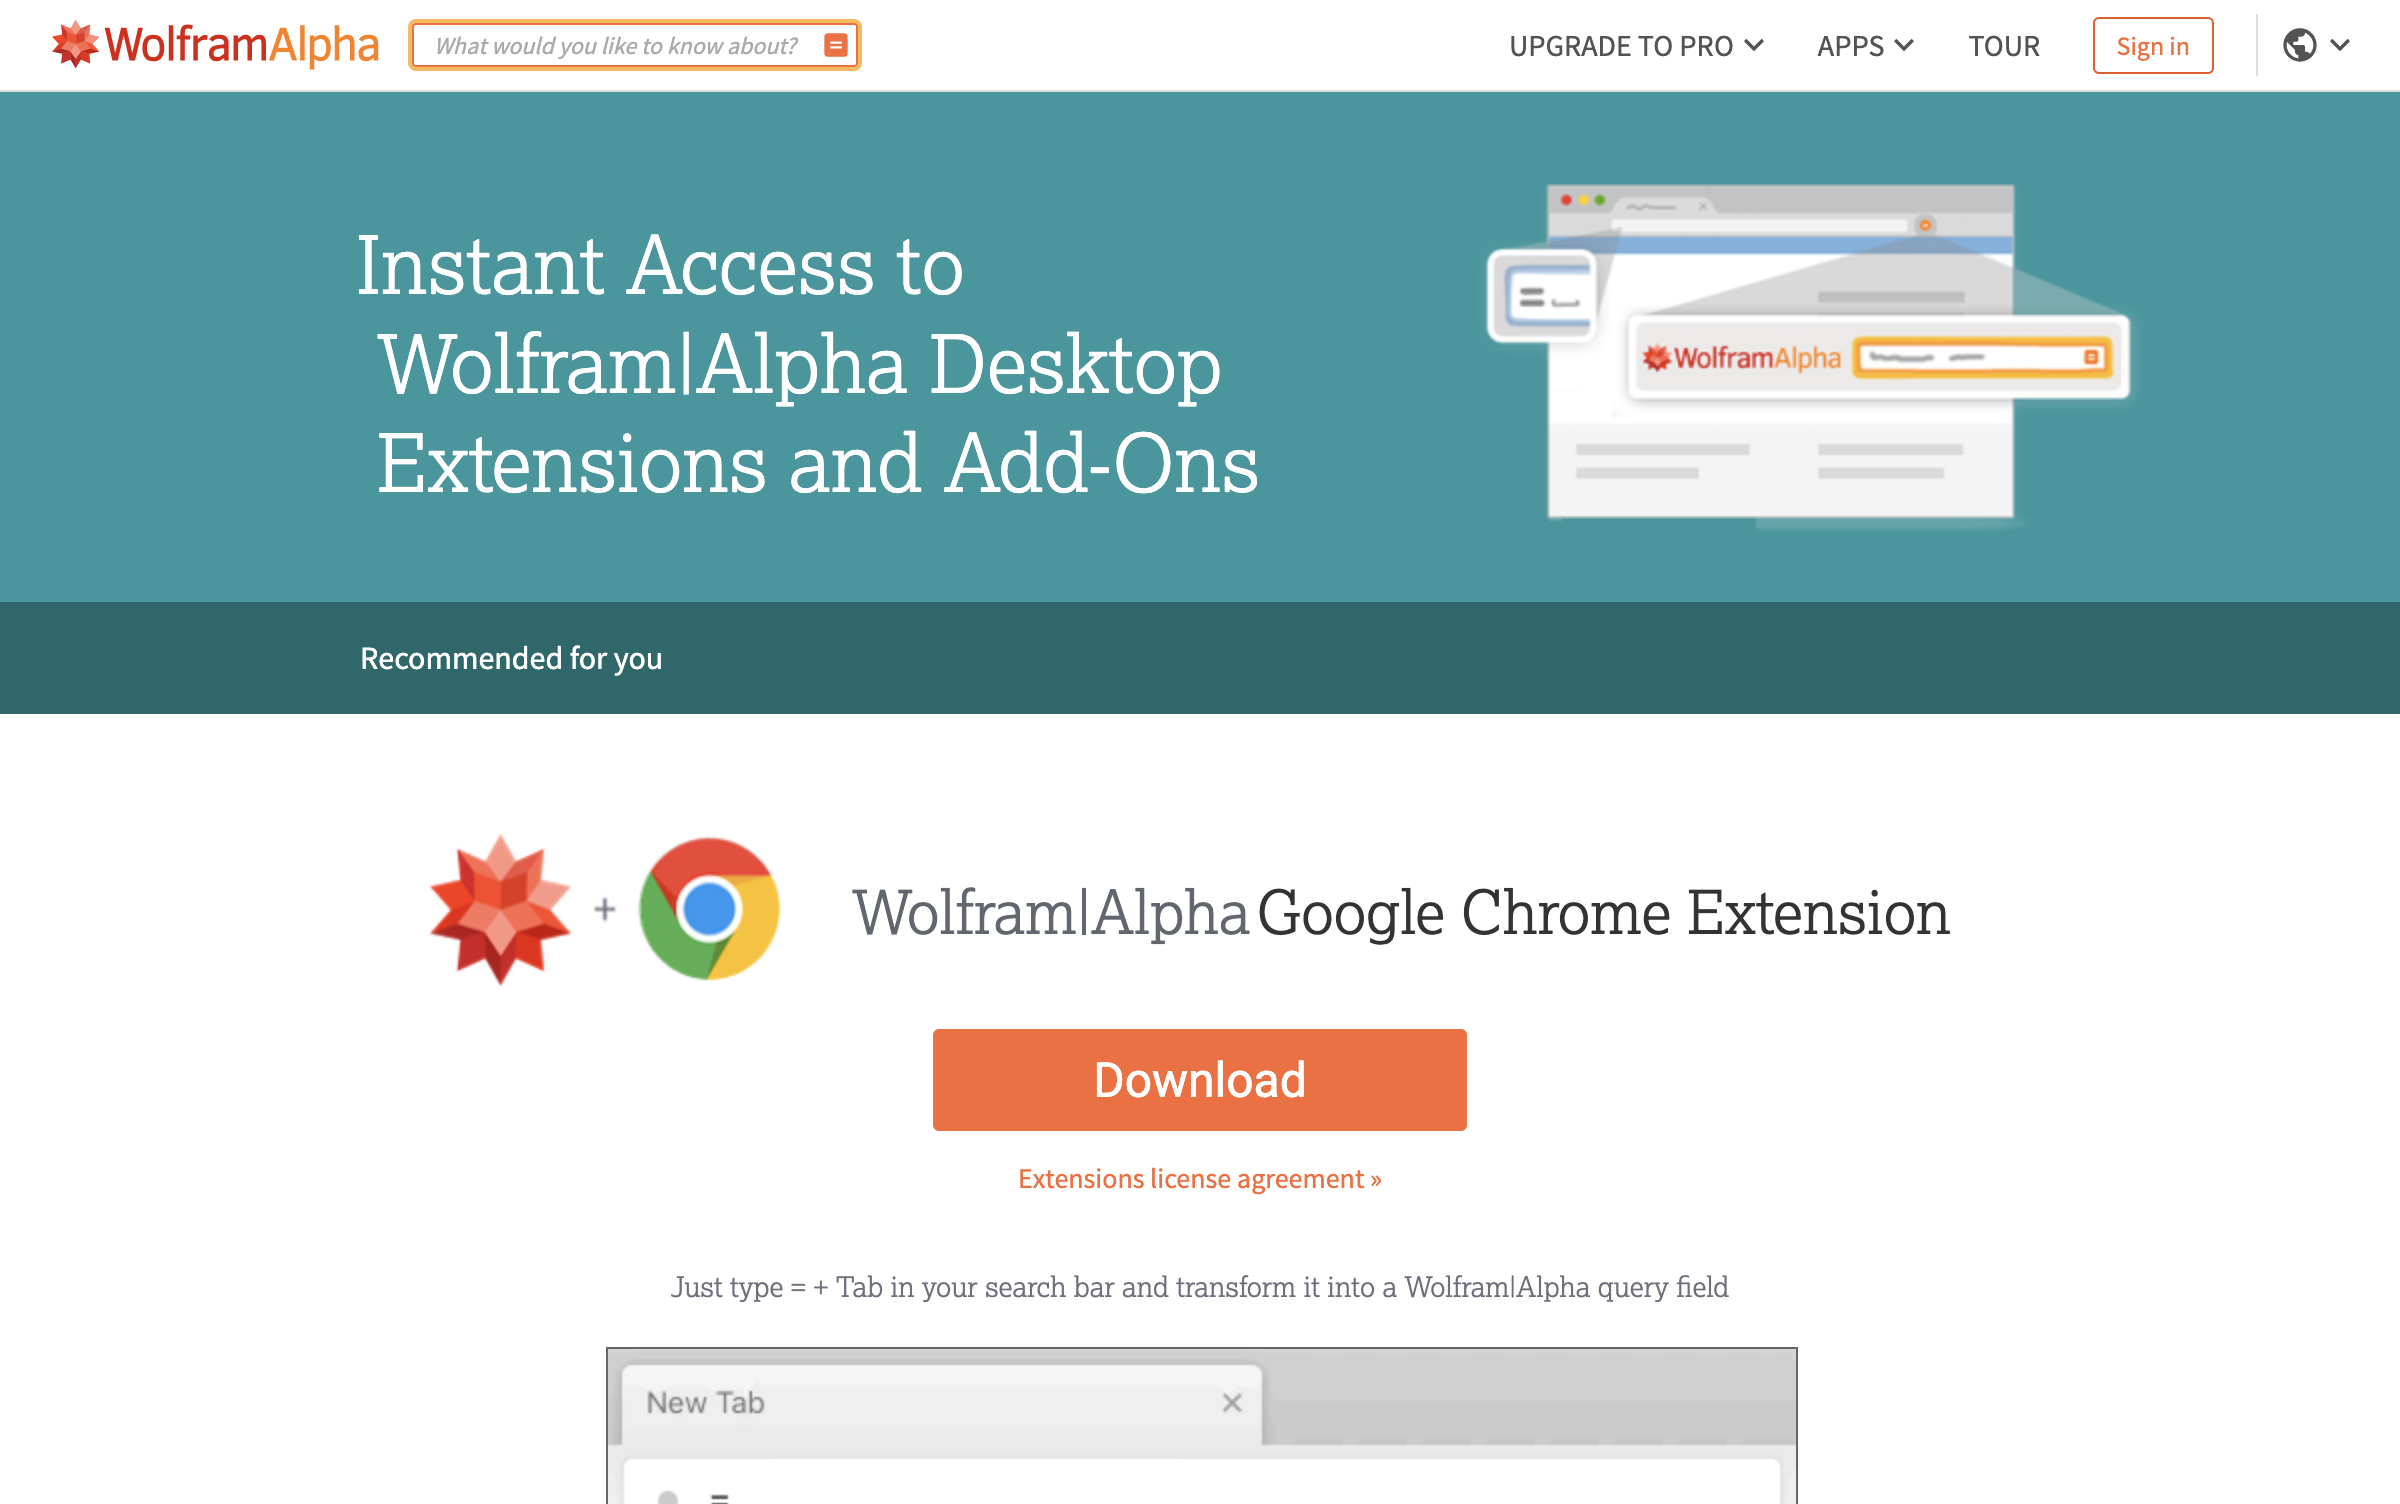 WolframAlpha
What would you like to know about?
UPGRADE TO PRO
APPS
TOUR
Sign in
Instant Access to
Wolfram|Alpha Desktop
Extensions and Add-Ons
WolframAlpha
Recommended for you
+
Wolfram|Alpha Google Chrome Extension
Download
Extensions license agreement »
Just type = + Tab in your search bar and transform it into a Wolfram|Alpha query field
New Tab
=